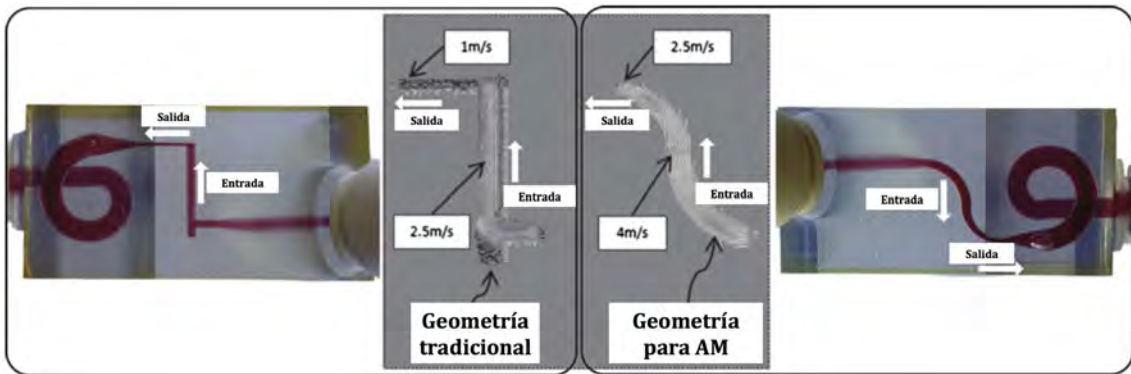 Salida
Entrada
1m/s
Salida
Entrada
2.5m/s
Geometría
tradicional
2.5m/s
Salida
Entrada
4m/s
Geometría
para AM
Entrada
Salida